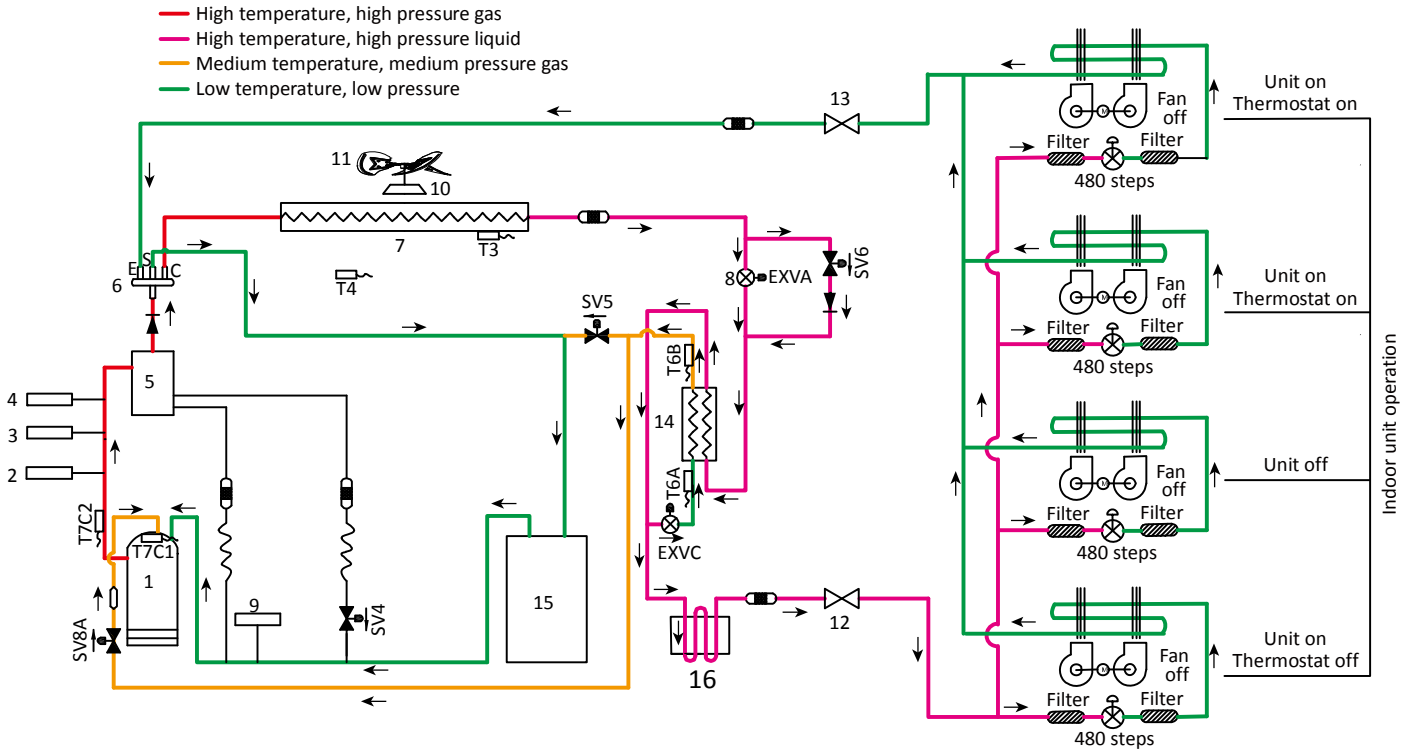 High temperature, high pressure gas
High temperature, high pressure liquid
Medium temperature, medium pressure gas
Low temperature, low pressure
13
11
10
7
T3
T4
E
S
C
6
5
4
3
2
T7C2
T7C1
1
SV8A
9
SV4
15
SV5
8
EXVA
SV6
T6B
14
T6A
EXVC
16
12
M
Fan
off
Filter
Filter
480 steps
Unit on
Thermostat on
M
Fan
off
Filter
Filter
480 steps
Unit on
Thermostat on
M
Fan
off
Filter
Filter
480 steps
Unit off
M
Fan
off
Filter
Filter
480 steps
Unit on
Thermostat off
Indoor unit operation